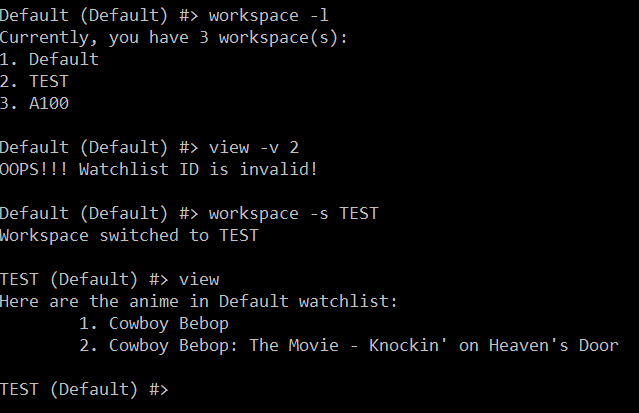 Default (Default) #> workspace -l
Currently, you have 3 workspace(s):
1. Default
2. TEST
3. A100
Default (Default) #> view -v 2
OOPS!!! Watchlist ID is invalid!
Default (Default) #> workspace -s TEST
Workspace switched to TEST
TEST (Default) #> view
Here are the anime in Default watchlist:
1. Cowboy Bebop
2. Cowboy Bebop: The Movie - Knockin' on Heaven's Door
TEST (Default) #>